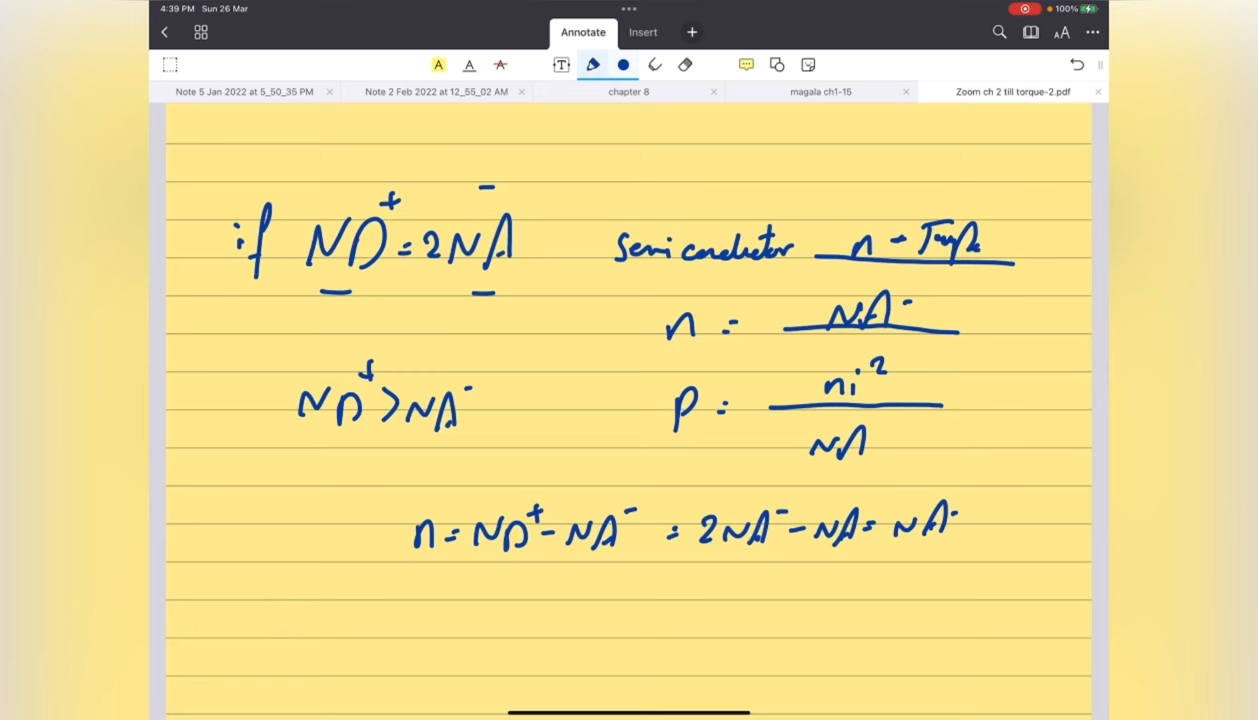 4:39 PM Sun 26 Mar
100%
Annotate
Insert
+
AA
A A A
T
Note 5 Jan 2022 at 5_50_35 PM ×
Note 2 Feb 2022 at 12_55_02 AM ×
chapter 8 ×
magala ch1-15 ×
Zoom ch 2 till torque-2.pdf ×
if ND⁺ = 2NA⁻
Semiconductor n - Type
n = NA⁻
ND⁺ > NA⁻
p = ni² / NA
n = ND⁺ - NA⁻ = 2NA⁻ - NA = NA⁻